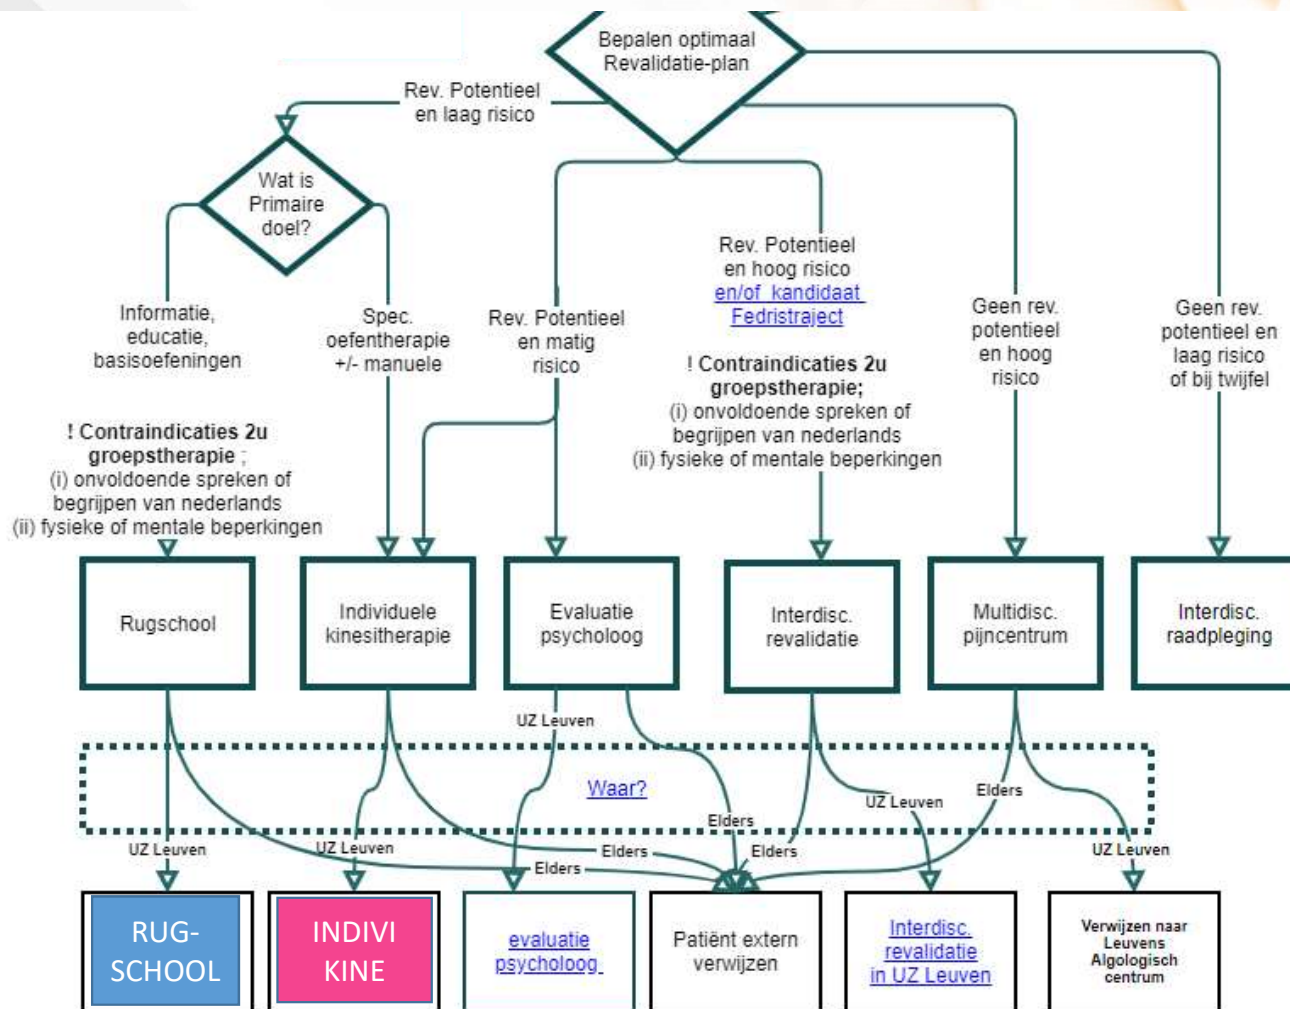 Bepalen optimaal
Revalidatie-plan
Rev. Potentieel
en laag risico
Wat is
Primaire
doel?
Informatie,
educatie,
basisoefeningen
Spec.
oefentherapie
+/- manuele
Rev. Potentieel
en matig
risico
Rev. Potentieel
en hoog risico
en/of kandidaat
Fedristraject
Geen rev.
potentieel
en hoog
risico
Geen rev.
potentieel en
laag risico
of bij twijfel
! Contraindicaties 2u
groepstherapie ;
(i) onvoldoende spreken of
begrijpen van nederlands
(ii) fysieke of mentale beperkingen
! Contraindicaties 2u
groepstherapie;
(i) onvoldoende spreken of
begrijpen van nederlands
(ii) fysieke of mentale beperkingen
Rugschool
Individuele
kinesitherapie
Evaluatie
psycholoog
Interdisc.
revalidatie
Multidisc.
pijncentrum
Interdisc.
raadpleging
UZ Leuven
Waar?
Elders
UZ Leuven
Elders
UZ Leuven
UZ Leuven
Elders
Elders
Elders
UZ Leuven
RUG-
SCHOOL
INDIVI
KINE
evaluatie
psycholoog
Patiënt extern
verwijzen
Interdisc.
revalidatie
in UZ Leuven
Verwijzen naar
Leuvens
Algologisch
centrum